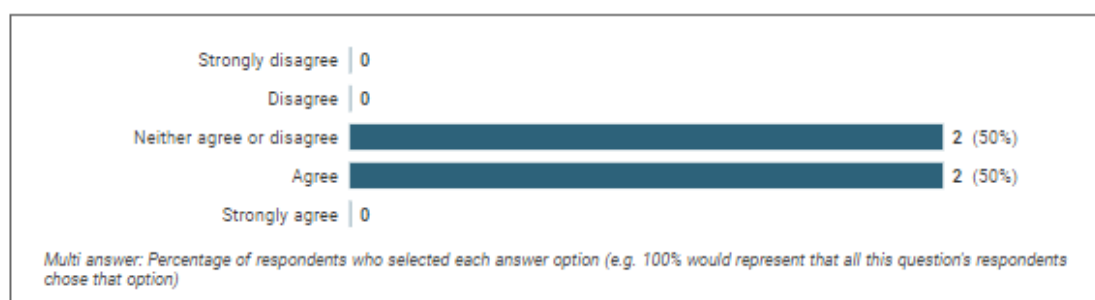 Strongly disagree 0
Disagree 0
Neither agree or disagree 2 (50%)
Agree 2 (50%)
Strongly agree 0
Multi answer: Percentage of respondents who selected each answer option (e.g. 100% would represent that all this question's respondents
chose that option)